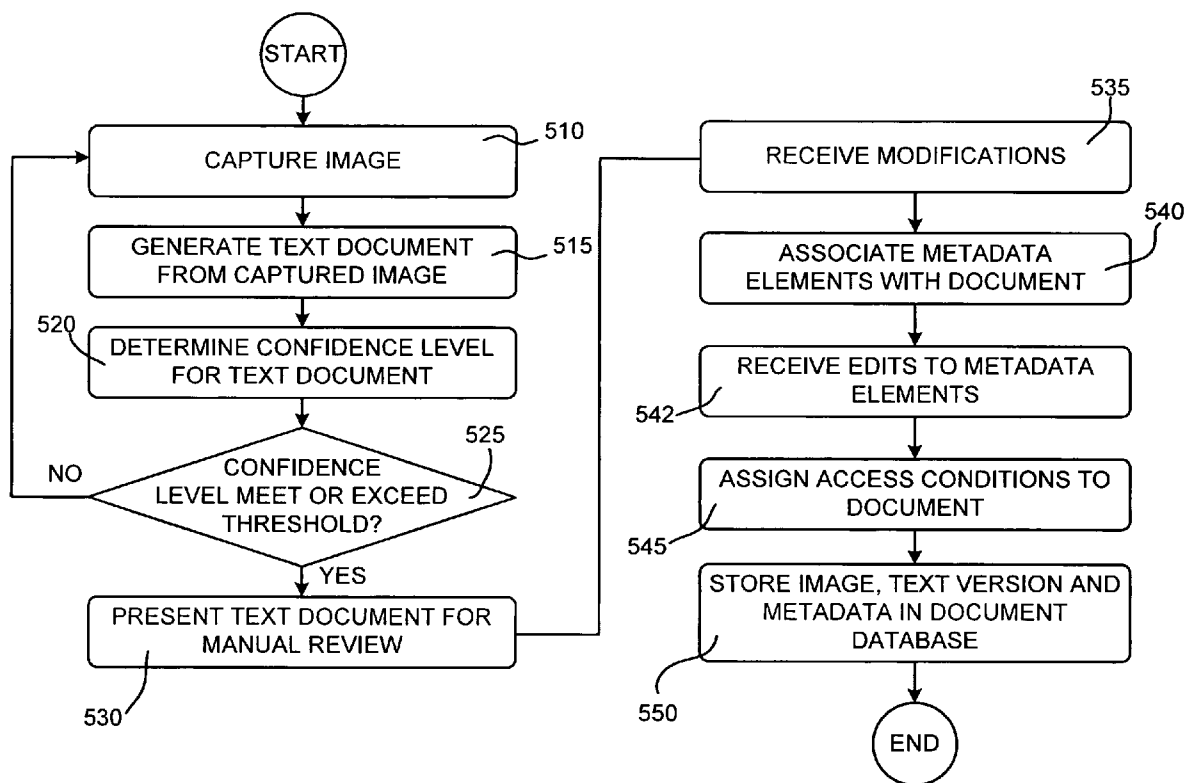 START
CAPTURE IMAGE
510
GENERATE TEXT DOCUMENT
FROM CAPTURED IMAGE
515
520
DETERMINE CONFIDENCE LEVEL
FOR TEXT DOCUMENT
525
CONFIDENCE
LEVEL MEET OR EXCEED
THRESHOLD?
NO
YES
PRESENT TEXT DOCUMENT FOR
MANUAL REVIEW
530
535
RECEIVE MODIFICATIONS
540
ASSOCIATE METADATA
ELEMENTS WITH DOCUMENT
RECEIVE EDITS TO METADATA
ELEMENTS
542
ASSIGN ACCESS CONDITIONS TO
DOCUMENT
545
STORE IMAGE, TEXT VERSION AND
METADATA IN DOCUMENT
DATABASE
550
END